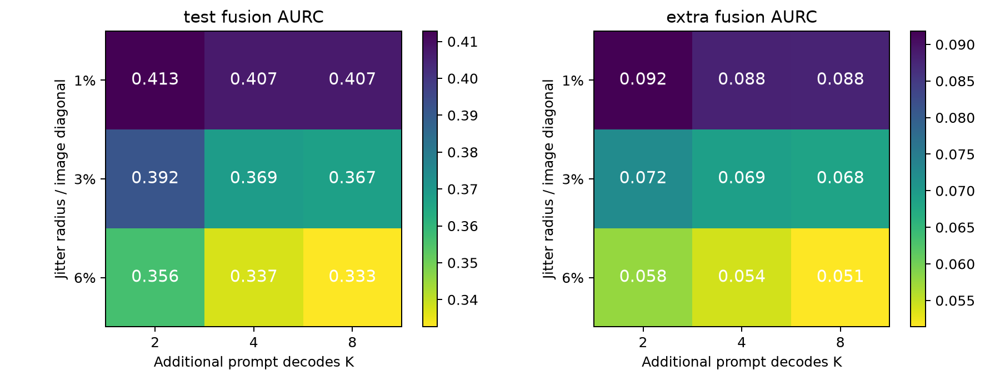 test fusion AURC
Jitter radius / image diagonal
1%
3%
6%
0.413 0.407 0.407
0.392 0.369 0.367
0.356 0.337 0.333
2 4 8
Additional prompt decodes K
0.41
0.40
0.39
0.38
0.37
0.36
0.35
0.34
extra fusion AURC
Jitter radius / image diagonal
1%
3%
6%
0.092 0.088 0.088
0.072 0.069 0.068
0.058 0.054 0.051
2 4 8
Additional prompt decodes K
0.090
0.085
0.080
0.075
0.070
0.065
0.060
0.055